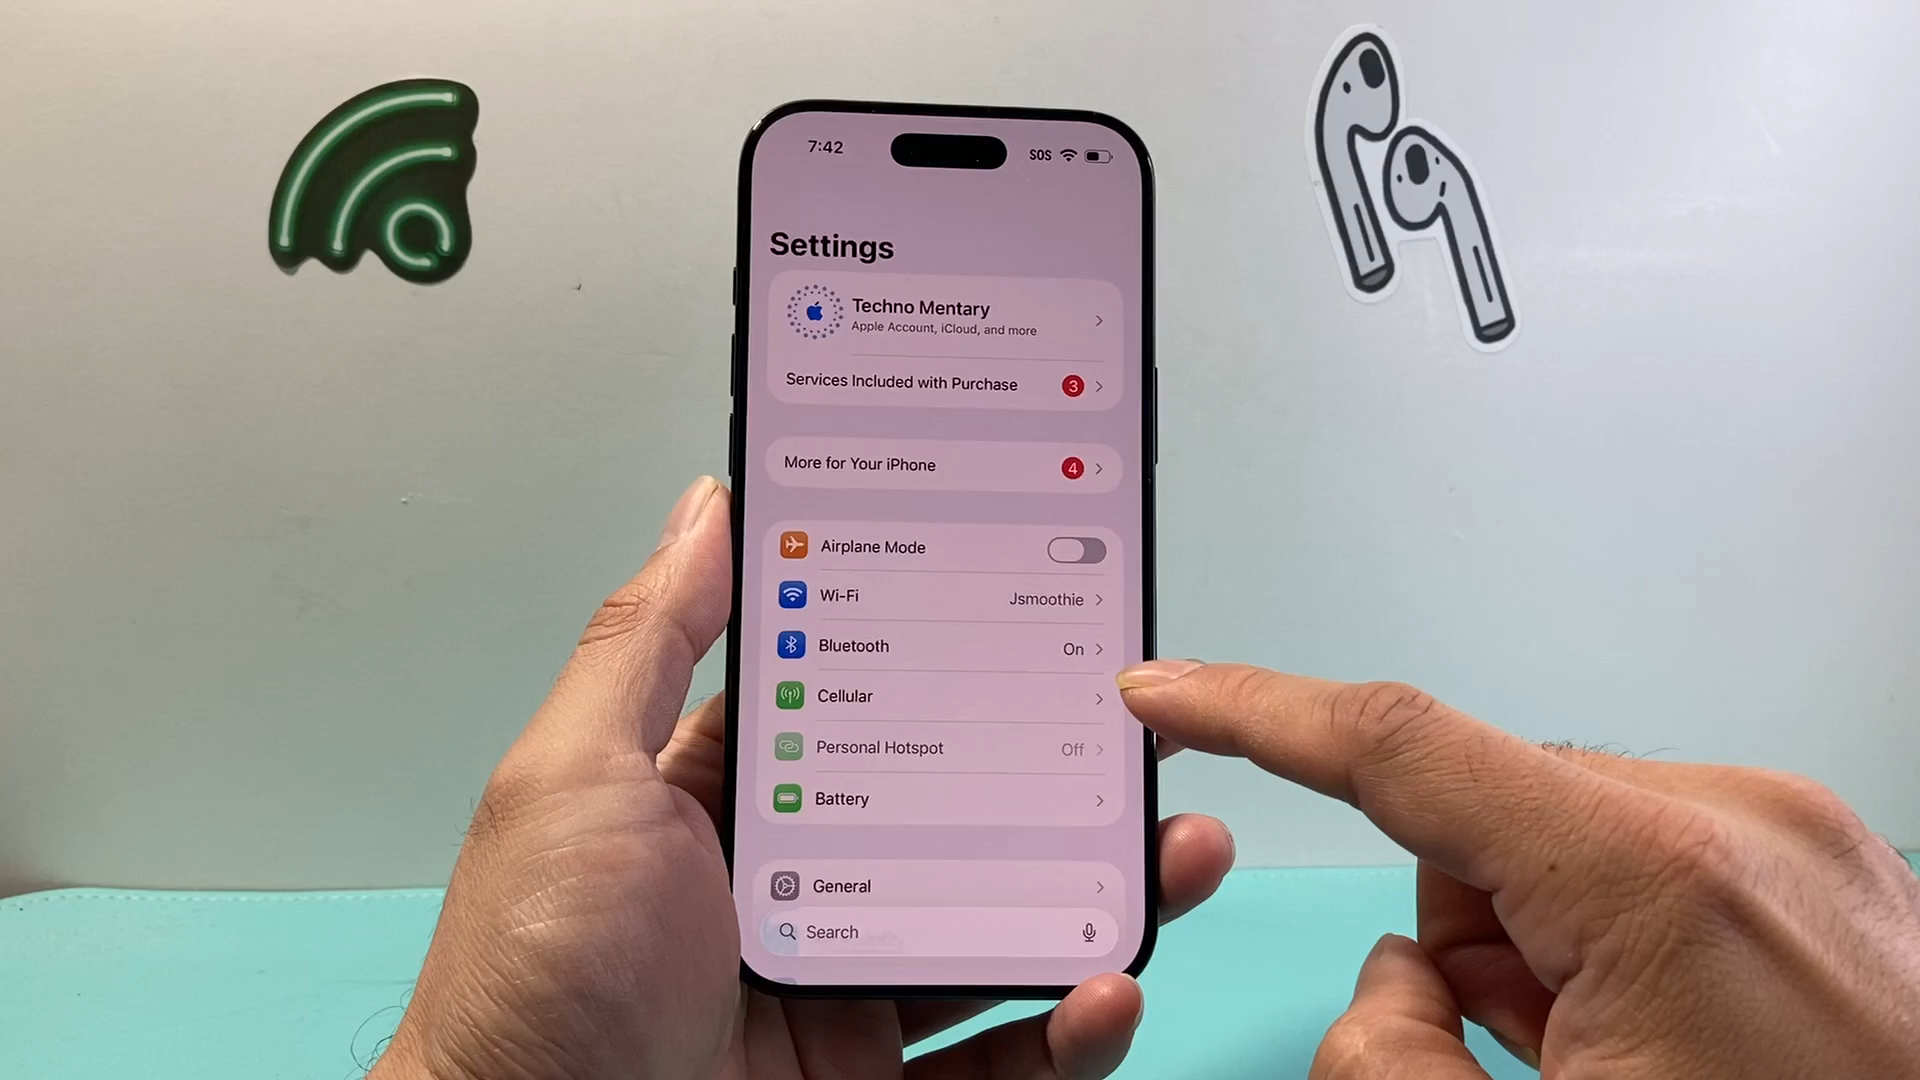 7:42 SOS
Settings
Techno Mentary
Apple Account, iCloud, and more
Services Included with Purchase 3
More for Your iPhone 4
Airplane Mode
Wi-Fi Jsmoothie
Bluetooth On
Cellular
Personal Hotspot Off
Battery
General
Search